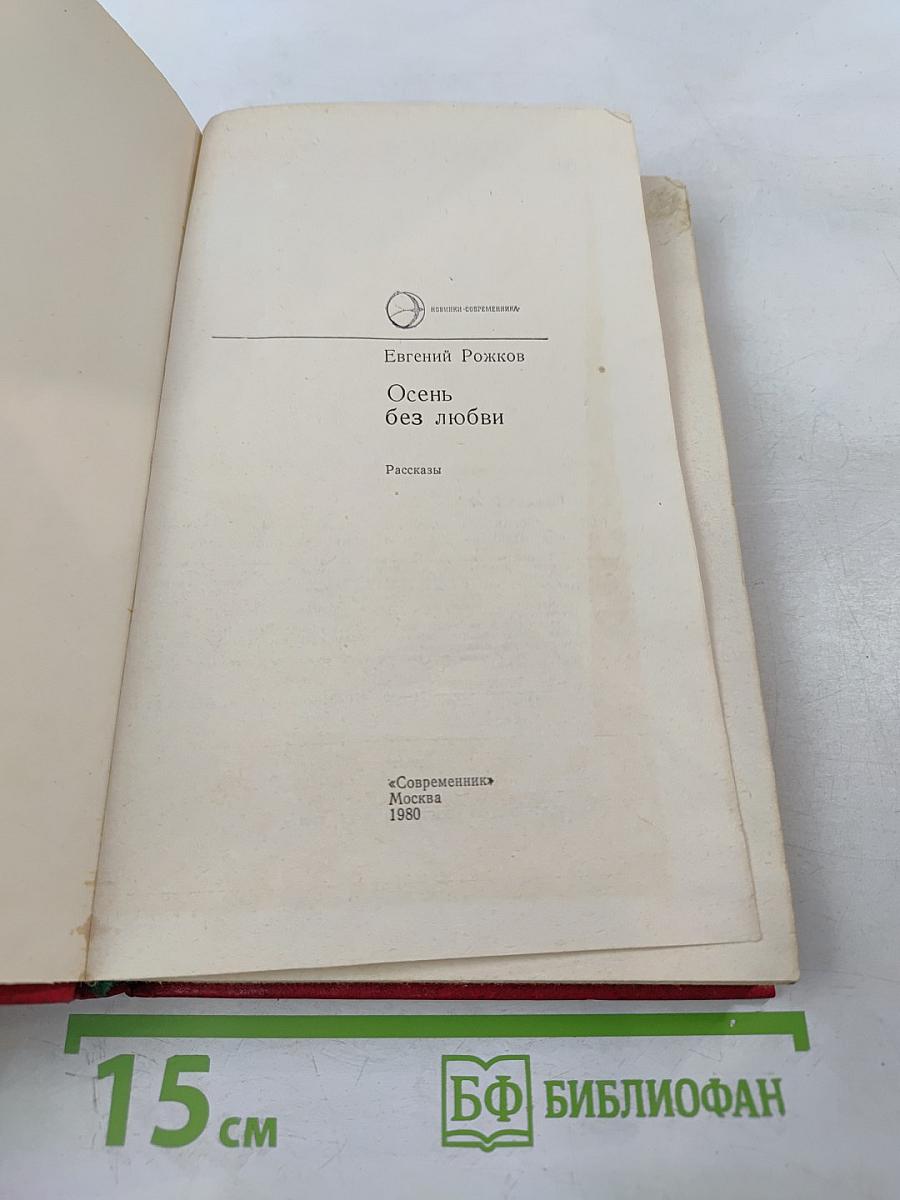 НОВИНКИ «СОВРЕМЕННИКА»
Евгений Рожков
Осень
без любви
Рассказы
«Современник»
Москва
1980
15 см
БФ БИБЛИОФАН